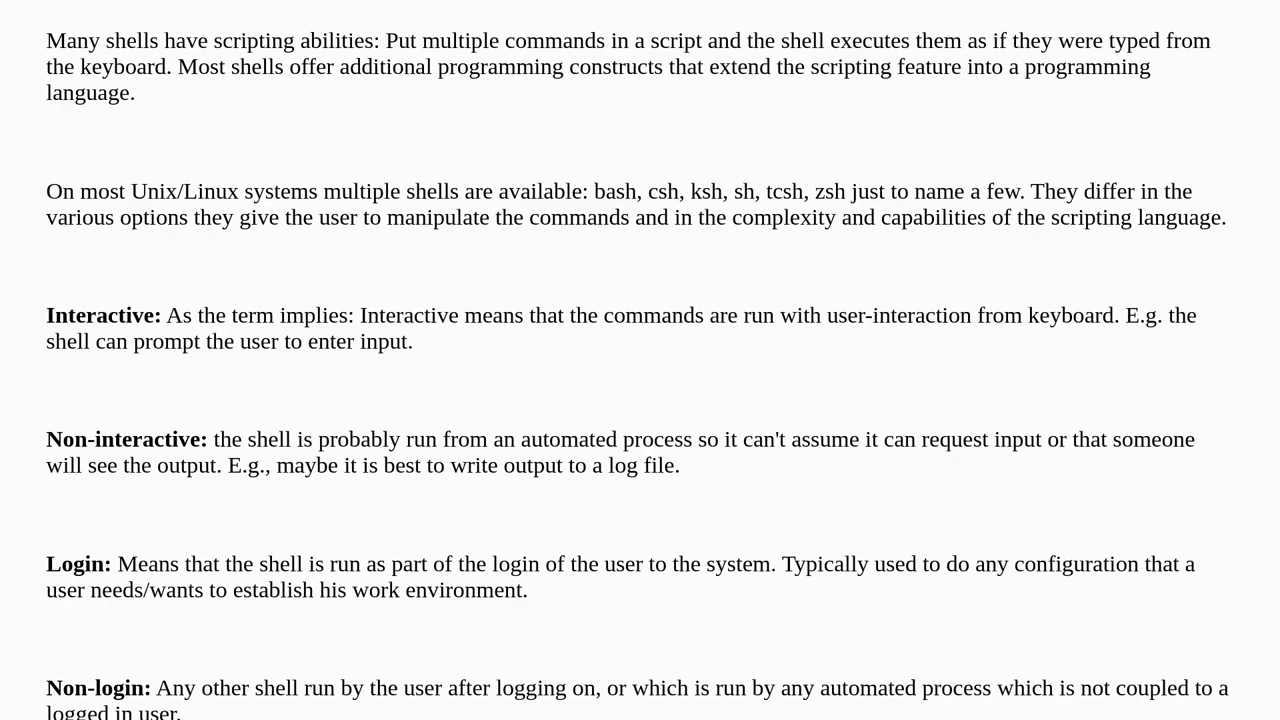 Many shells have scripting abilities: Put multiple commands in a script and the shell executes them as if they were typed from
the keyboard. Most shells offer additional programming constructs that extend the scripting feature into a programming
language.
On most Unix/Linux systems multiple shells are available: bash, csh, ksh, sh, tcsh, zsh just to name a few. They differ in the
various options they give the user to manipulate the commands and in the complexity and capabilities of the scripting language.
Interactive: As the term implies: Interactive means that the commands are run with user-interaction from keyboard. E.g. the
shell can prompt the user to enter input.
Non-interactive: the shell is probably run from an automated process so it can't assume it can request input or that someone
will see the output. E.g., maybe it is best to write output to a log file.
Login: Means that the shell is run as part of the login of the user to the system. Typically used to do any configuration that a
user needs/wants to establish his work environment.
Non-login: Any other shell run by the user after logging on, or which is run by any automated process which is not coupled to a
logged in user.